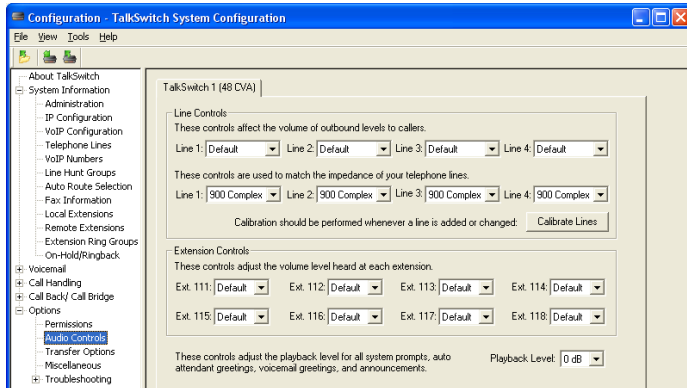 Configuration - TalkSwitch System Configuration
File View Tools Help
About TalkSwitch
System Information
Administration
IP Configuration
VoIP Configuration
Telephone Lines
VoIP Numbers
Line Hunt Groups
Auto Route Selection
Fax Information
Local Extensions
Remote Extensions
Extension Ring Groups
On-Hold/Ringback
Voicemail
Call Handling
Call Back/ Call Bridge
Options
Permissions
Audio Controls
Transfer Options
Miscellaneous
Troubleshooting
TalkSwitch 1 (48 CVA)
Line Controls
These controls affect the volume of outbound levels to callers.
Line 1: Default Line 2: Default Line 3: Default Line 4: Default
These controls are used to match the impedance of your telephone lines.
Line 1: 900 Complex Line 2: 900 Complex Line 3: 900 Complex Line 4: 900 Complex
Calibration should be performed whenever a line is added or changed: Calibrate Lines
Extension Controls
These controls adjust the volume level heard at each extension.
Ext. 111: Default Ext. 112: Default Ext. 113: Default Ext. 114: Default
Ext. 115: Default Ext. 116: Default Ext. 117: Default Ext. 118: Default
These controls adjust the playback level for all system prompts, auto
attendant greetings, voicemail greetings, and announcements.
Playback Level: 0 dB